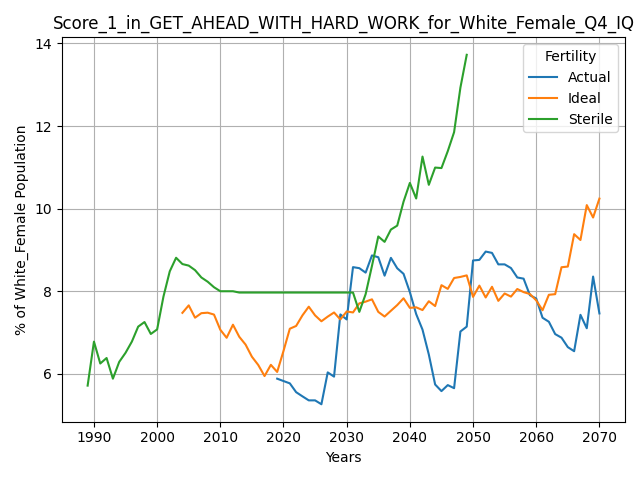 Score_1_in_GET_AHEAD_WITH_HARD_WORK_for_White_Female_Q4_IQ
% of White_Female Population
14
12
10
8
6
Fertility
Actual
Ideal
Sterile
1990 2000 2010 2020 2030 2040 2050 2060 2070
Years